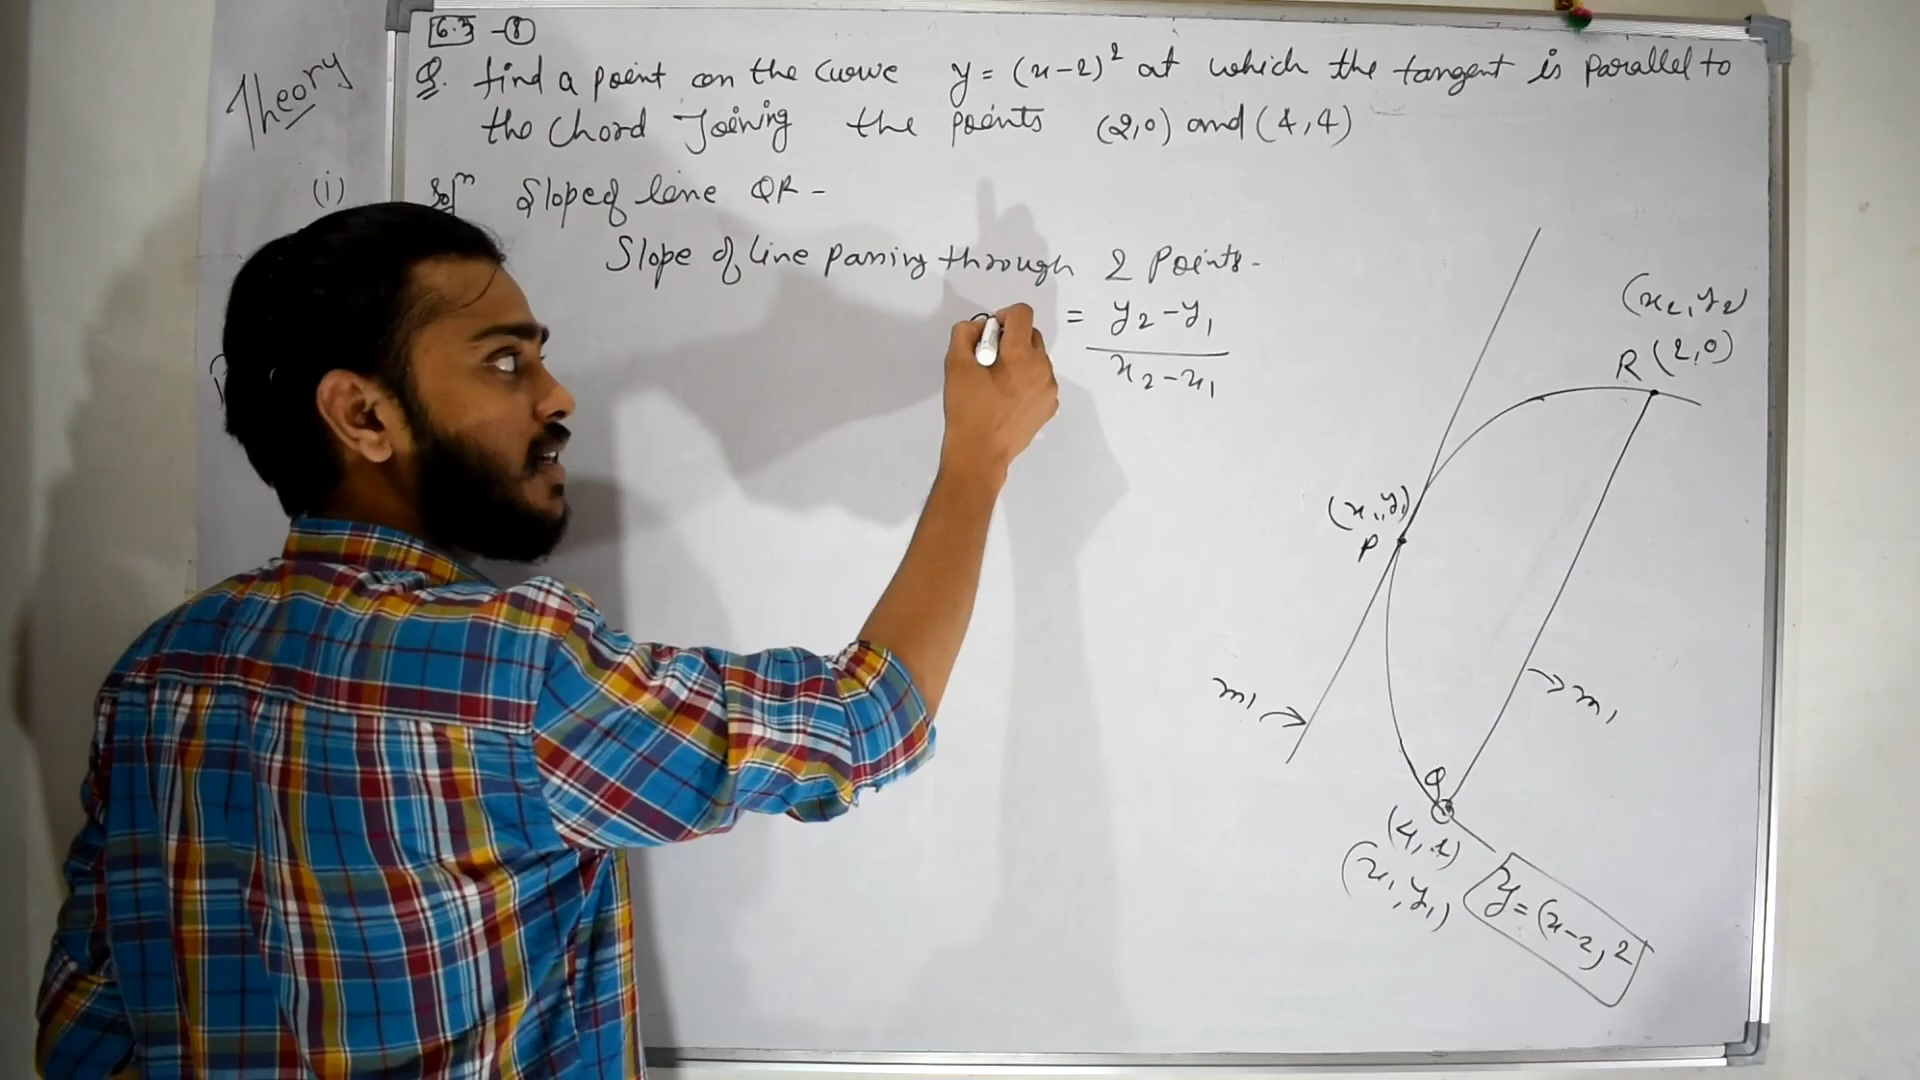 Theory
6.3 - 8
Q. find a point on the curve y = (x-2)² at which the tangent is parallel to
the chord Joining the points (2,0) and (4,4)
(i)
Solⁿ Slope of line QR -
Slope of line passing through 2 Points -
= y₂ - y₁
x₂ - x₁
(x₂, y₂)
R (2,0)
(x₁, y₁)
P
m₁
m₁
Q
(4,4)
(x₁, y₁)
y = (x-2)²